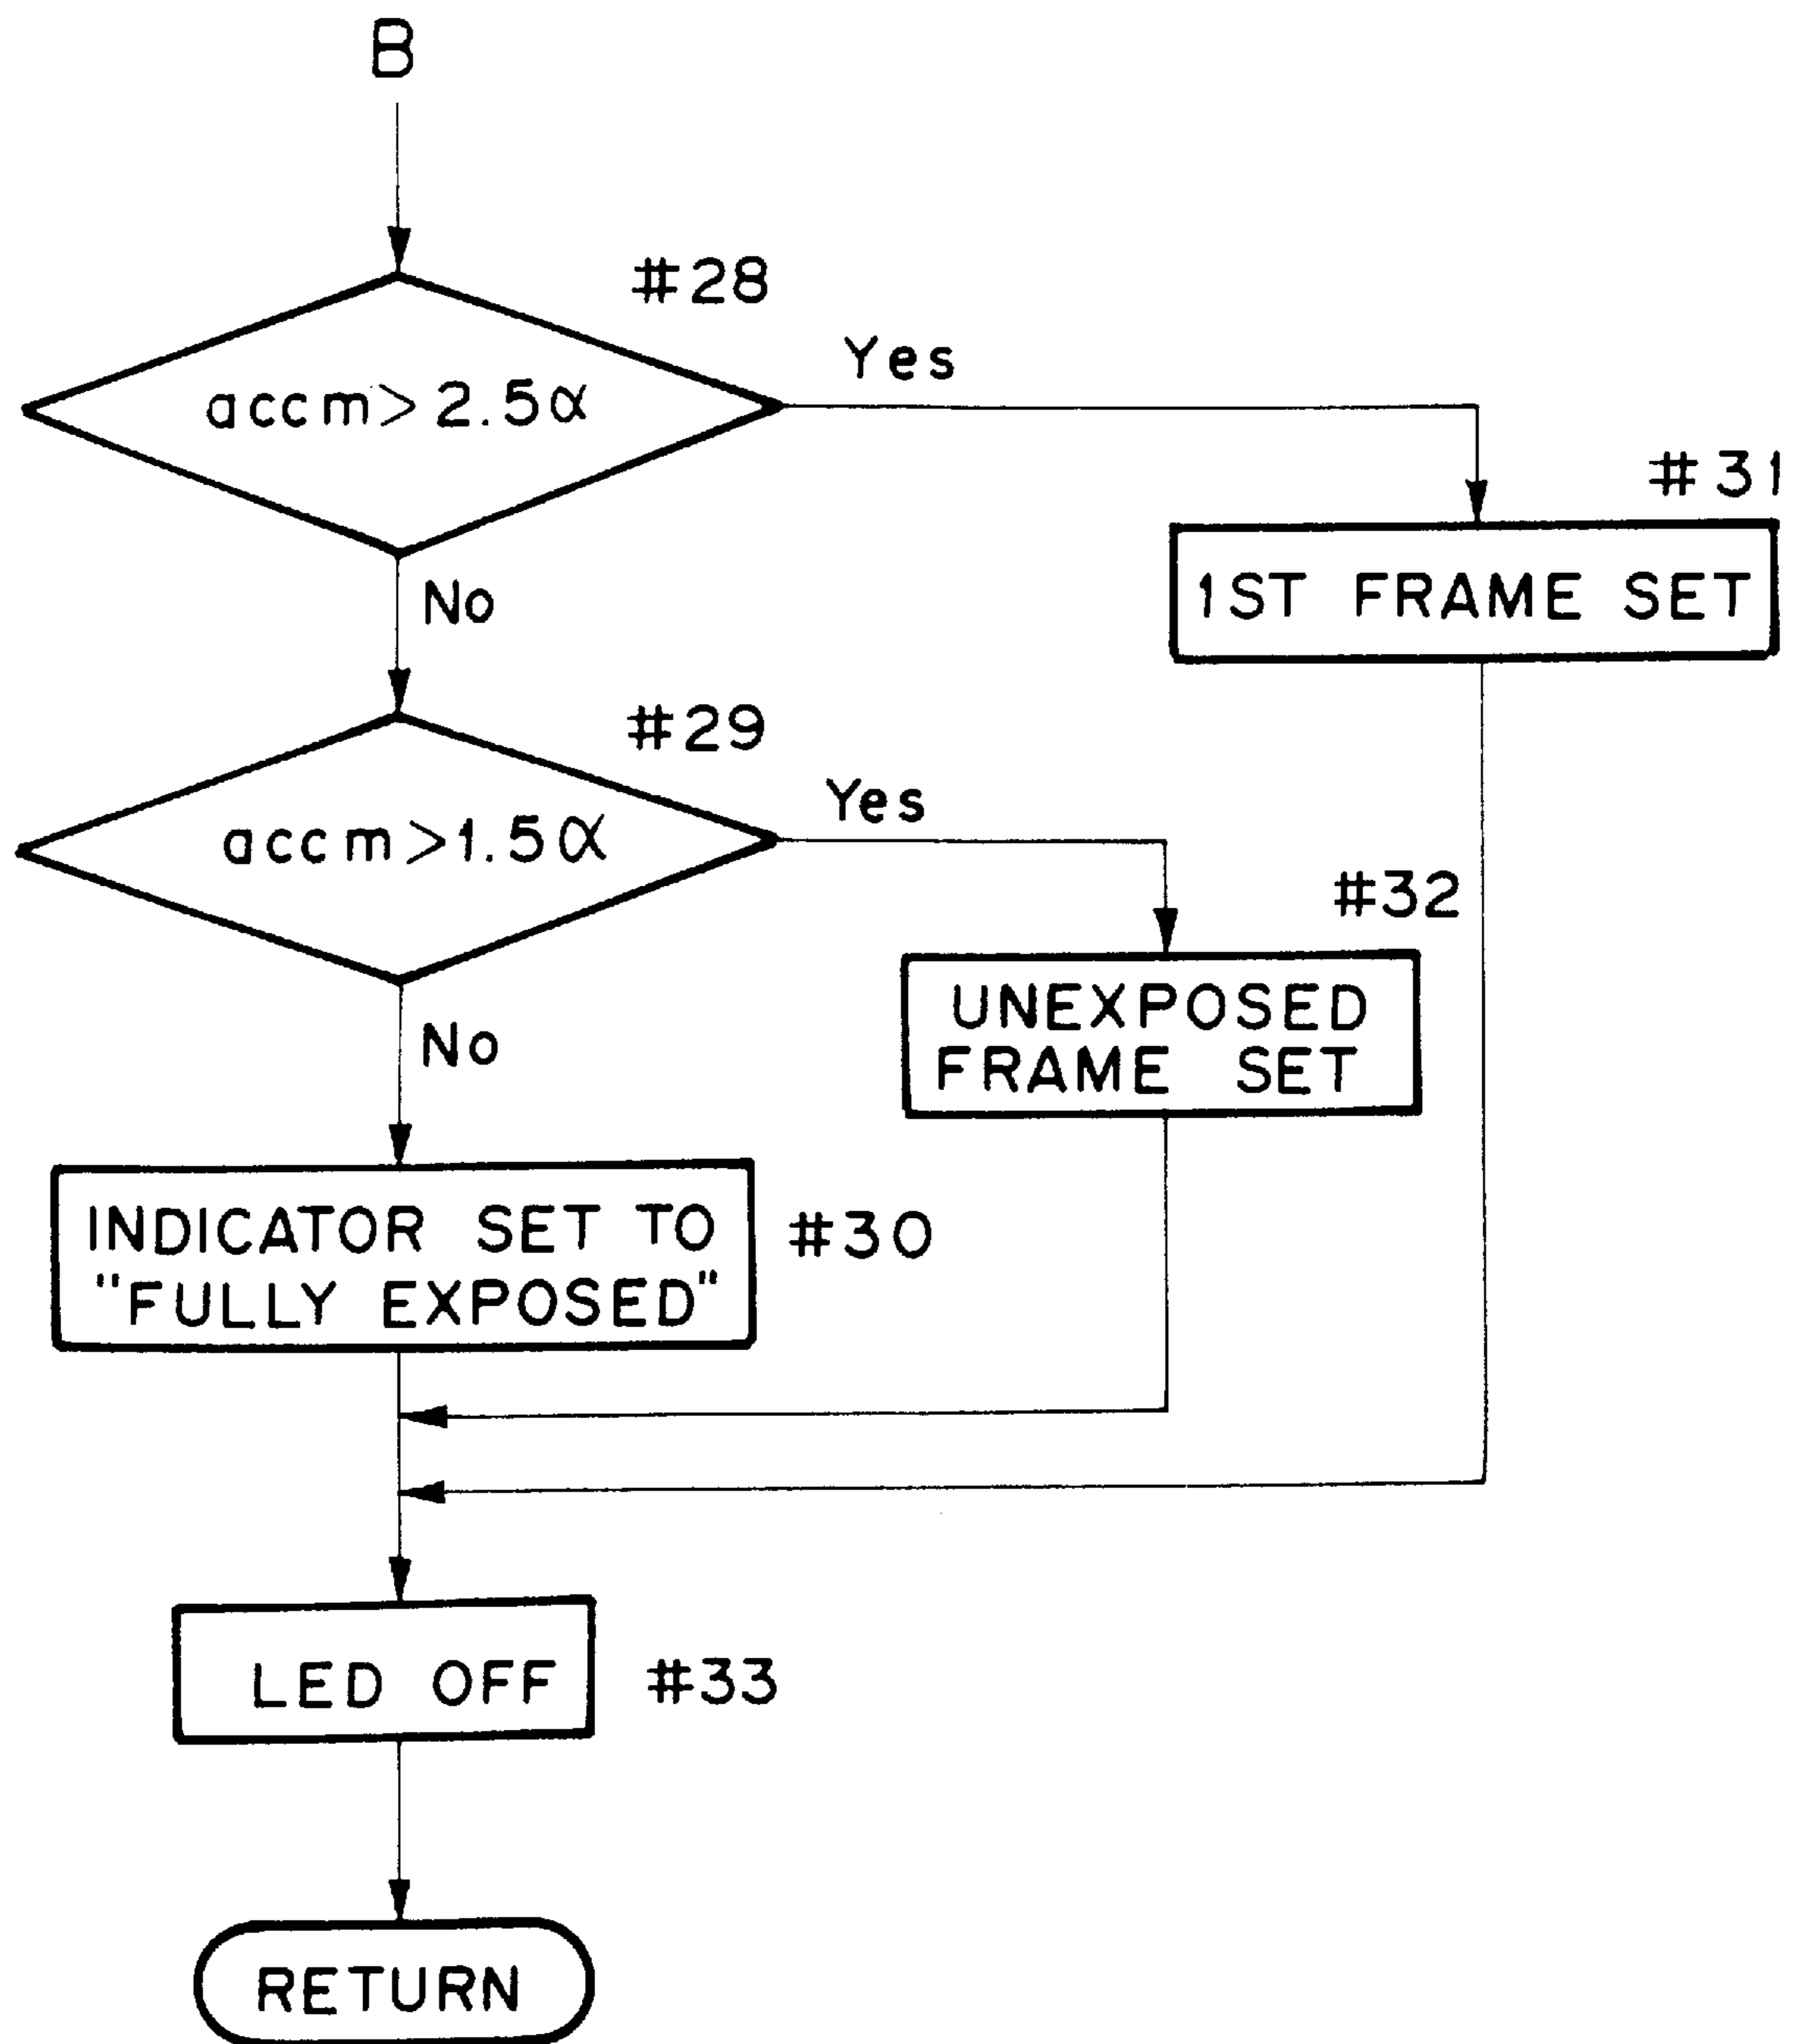 B
#28
accm>2.5α
Yes
#31
1ST FRAME SET
No
#29
accm>1.5α
Yes
#32
UNEXPOSED
FRAME SET
No
INDICATOR SET TO
"FULLY EXPOSED"
#30
LED OFF
#33
RETURN